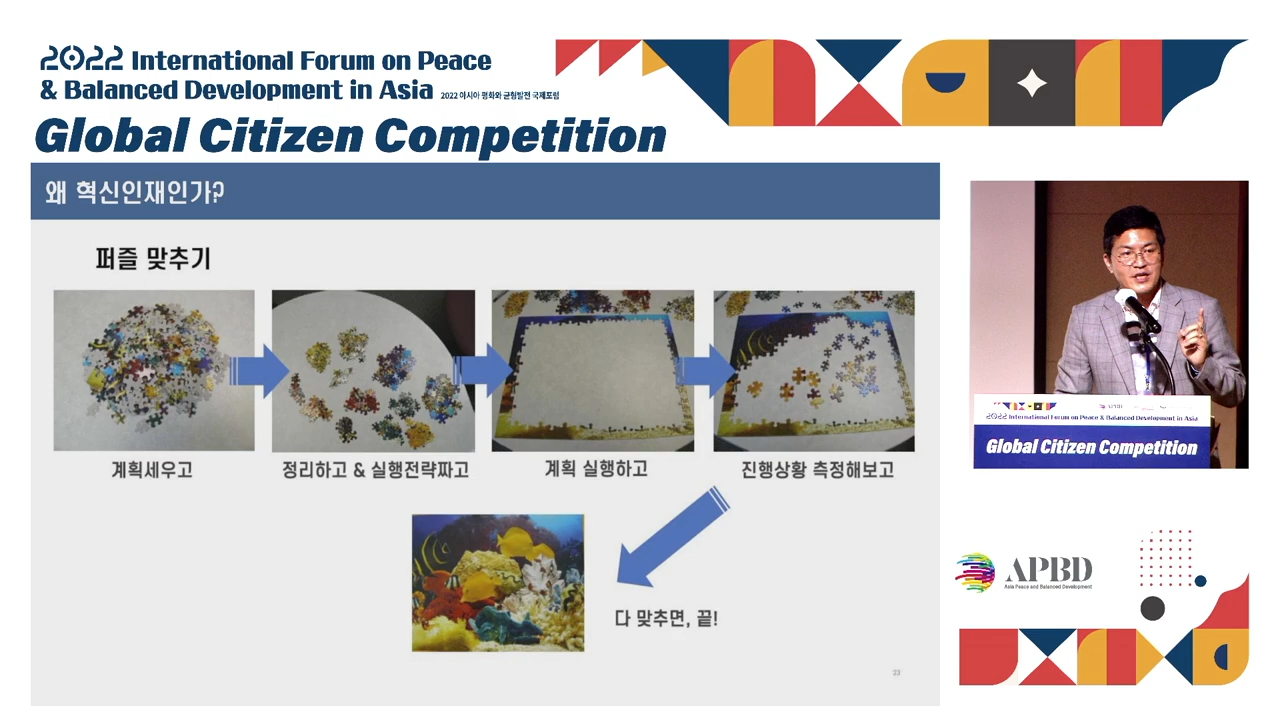 2022 International Forum on Peace
& Balanced Development in Asia 2022 아시아 평화와 균형발전 국제포럼
Global Citizen Competition
왜 혁신인재인가?
퍼즐 맞추기
계획세우고
정리하고 & 실행전략짜고
계획 실행하고
진행상황 측정해보고
다 맞추면, 끝!
23
2022 International Forum on Peace & Balanced Development in Asia
Global Citizen Competition
APBD
Asia Peace and Balanced Development